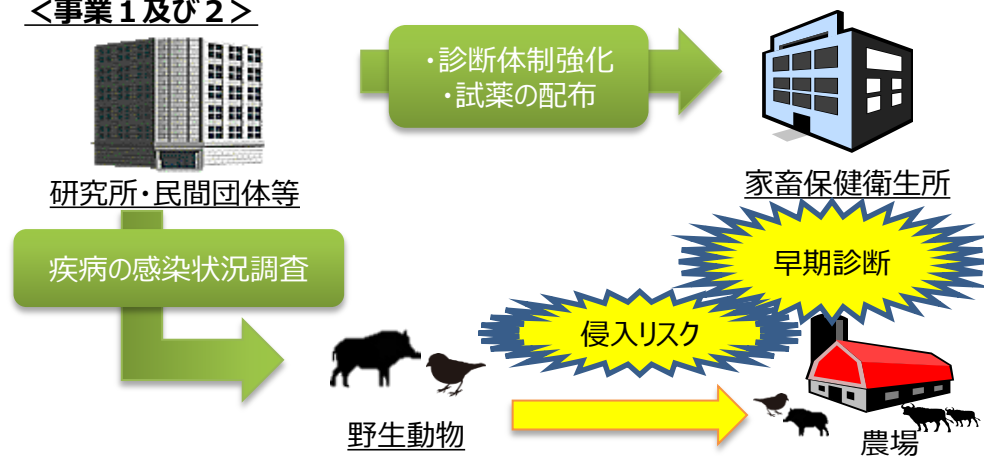 ＜事業１及び２＞
・診断体制強化
・試薬の配布
研究所・民間団体等
家畜保健衛生所
疾病の感染状況調査
早期診断
侵入リスク
野生動物
農場